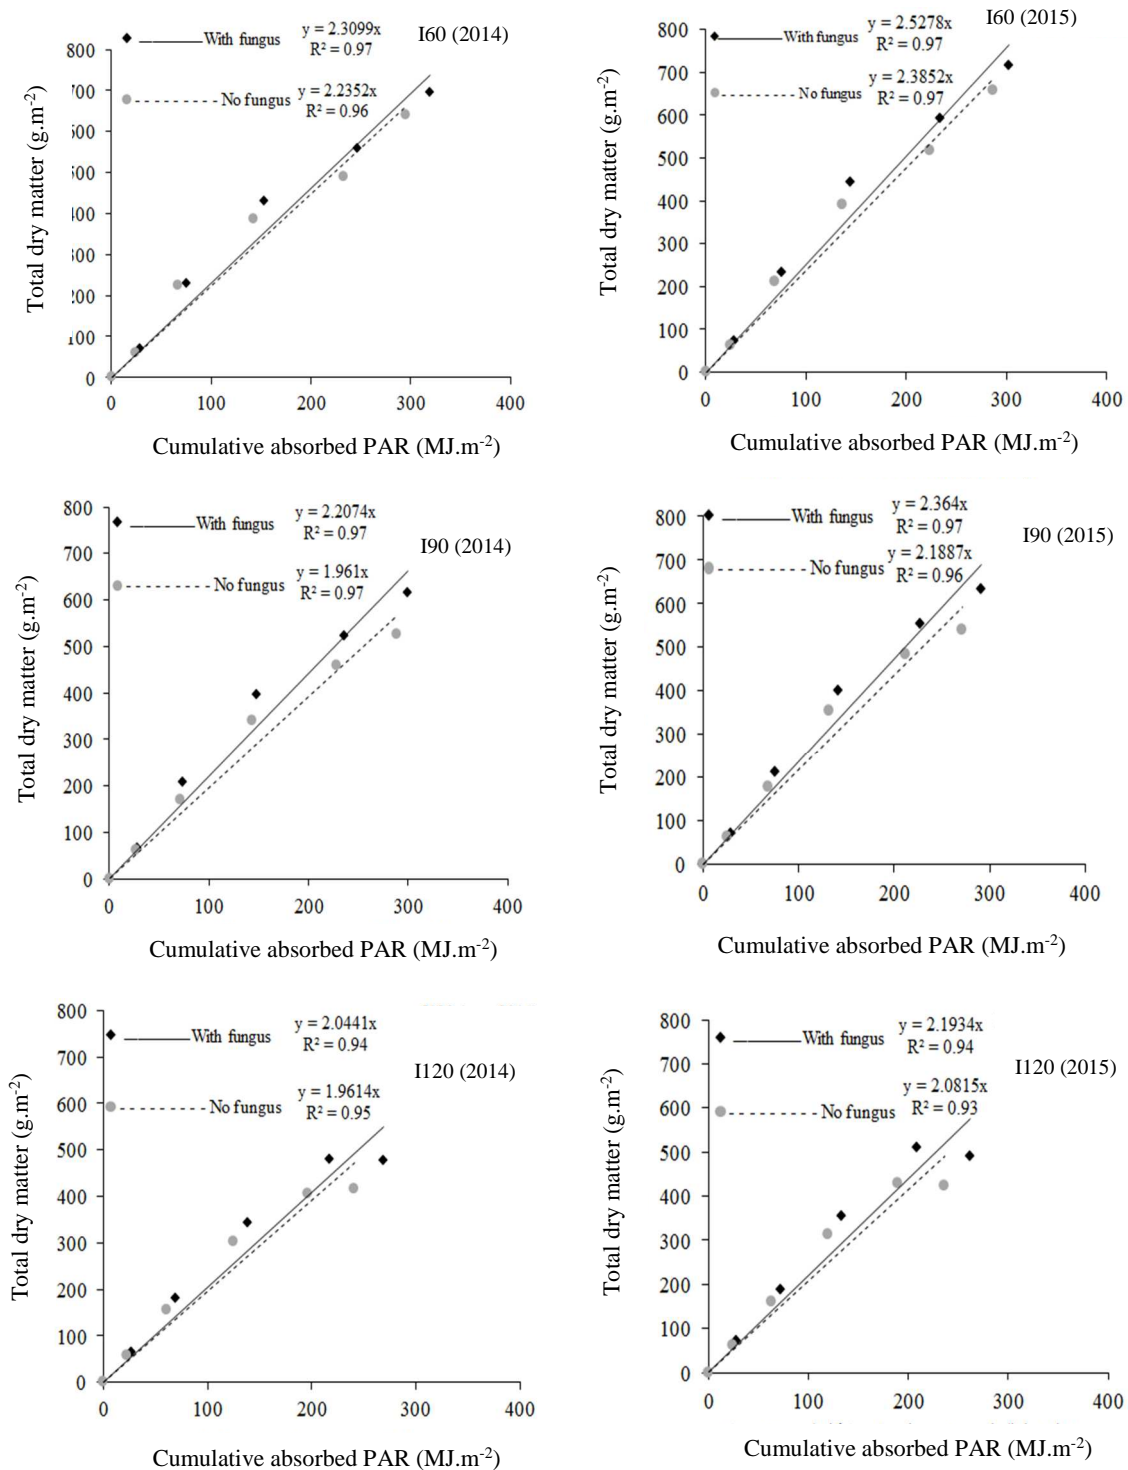 With fungus
y = 2.3099x
R² = 0.97
I60 (2014)
No fungus
y = 2.2352x
R² = 0.96
800
700
600
500
400
300
200
100
0
0 100 200 300 400
Total dry matter (g.m-2)
Cumulative absorbed PAR (MJ.m-2)
With fungus
y = 2.5278x
R² = 0.97
I60 (2015)
No fungus
y = 2.3852x
R² = 0.97
800
700
600
500
400
300
200
100
0
0 100 200 300 400
Total dry matter (g.m-2)
Cumulative absorbed PAR (MJ.m-2)
With fungus
y = 2.2074x
R² = 0.97
I90 (2014)
No fungus
y = 1.961x
R² = 0.97
800
700
600
500
400
300
200
100
0
0 100 200 300 400
Total dry matter (g.m-2)
Cumulative absorbed PAR (MJ.m-2)
With fungus
y = 2.364x
R² = 0.97
I90 (2015)
No fungus
y = 2.1887x
R² = 0.96
800
700
600
500
400
300
200
100
0
0 100 200 300 400
Total dry matter (g.m-2)
Cumulative absorbed PAR (MJ.m-2)
With fungus
y = 2.0441x
R² = 0.94
I120 (2014)
No fungus
y = 1.9614x
R² = 0.95
800
700
600
500
400
300
200
100
0
0 100 200 300 400
Total dry matter (g.m-2)
Cumulative absorbed PAR (MJ.m-2)
With fungus
y = 2.1934x
R² = 0.94
I120 (2015)
No fungus
y = 2.0815x
R² = 0.93
800
700
600
500
400
300
200
100
0
0 100 200 300 400
Total dry matter (g.m-2)
Cumulative absorbed PAR (MJ.m-2)